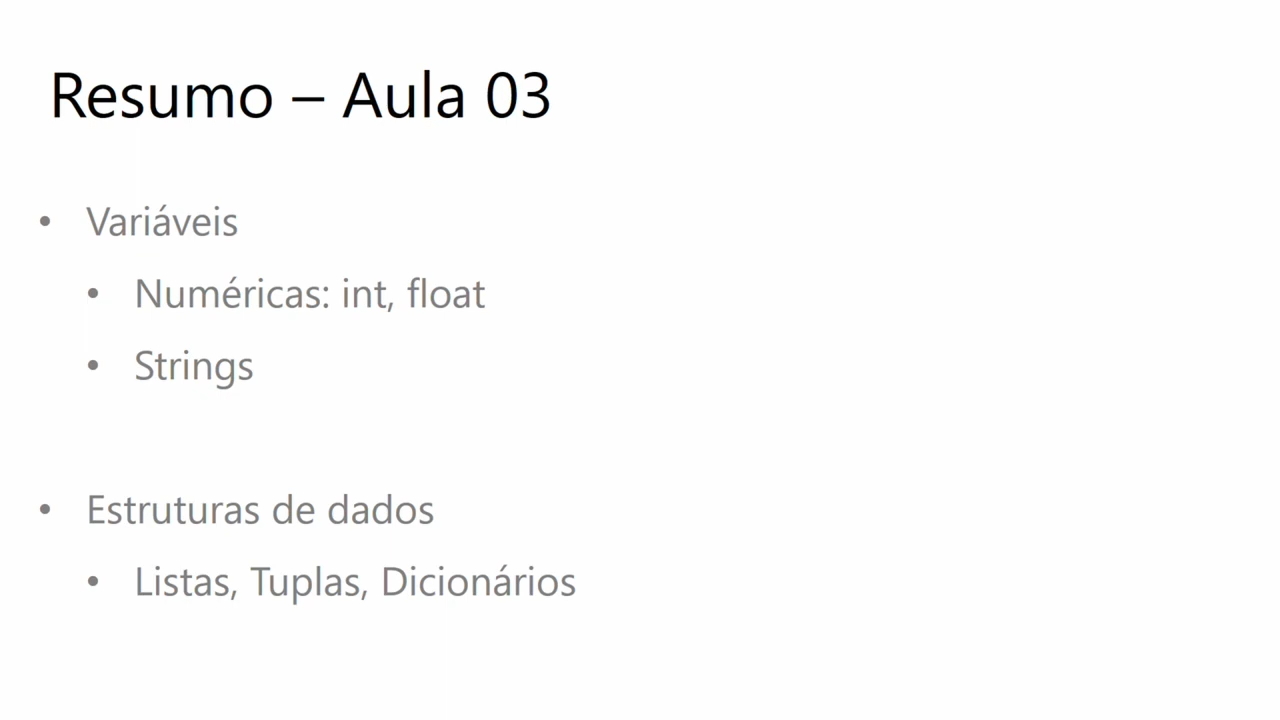 Resumo – Aula 03
• Variáveis
• Numéricas: int, float
• Strings
• Estruturas de dados
• Listas, Tuplas, Dicionários